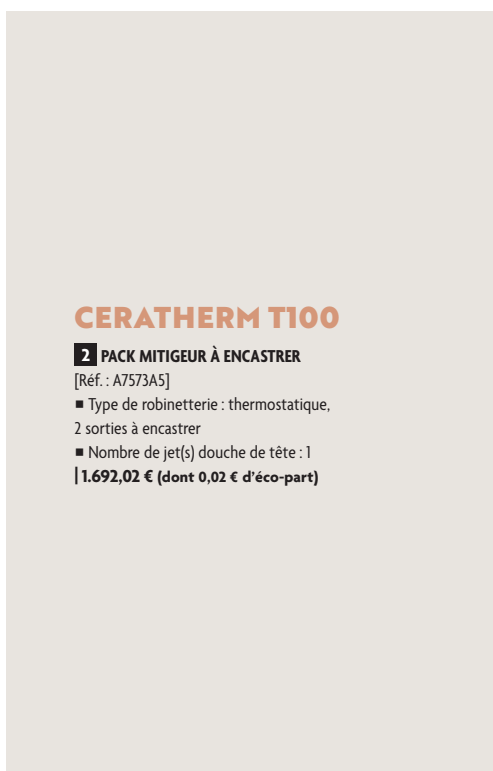 CERATHERM T100
2 PACK MITIGEUR À ENCASTRER
[Réf. : A7573A5]
■ Type de robinetterie : thermostatique,
2 sorties à encastrer
■ Nombre de jet(s) douche de tête : 1
| 1.692,02 € (dont 0,02 € d’éco-part)